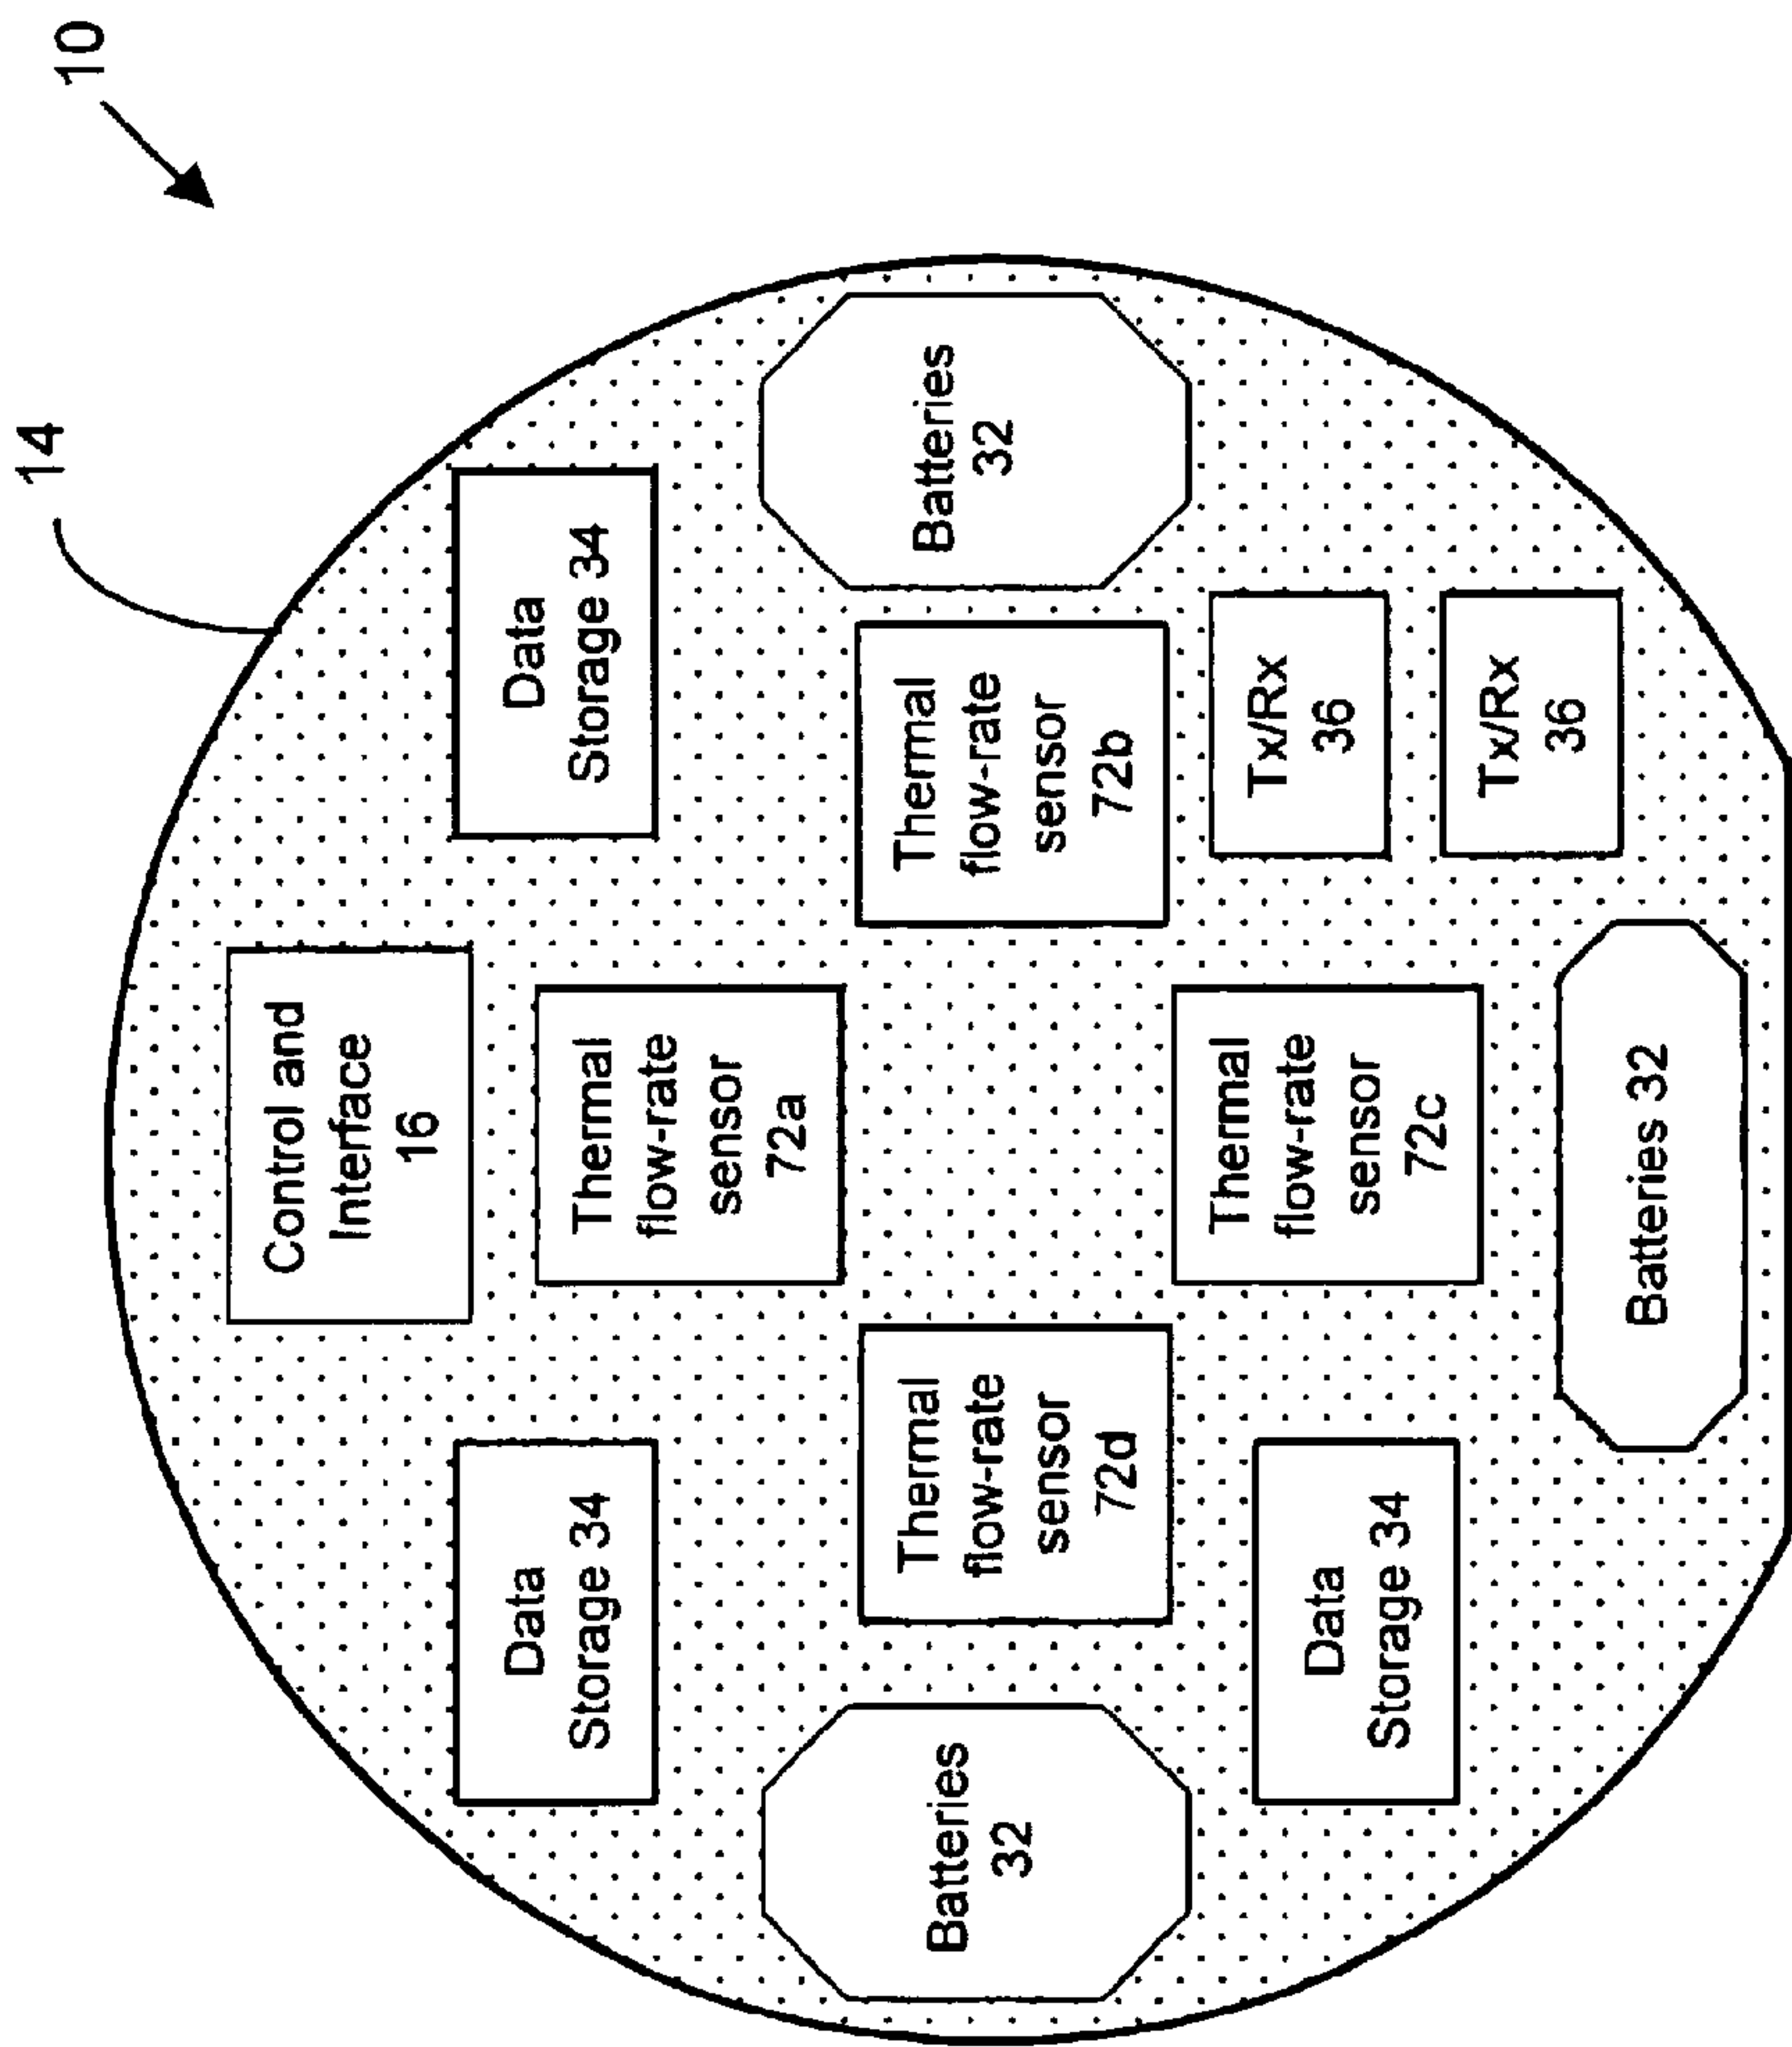 14
10
Control and
Interface
16
Data
Storage 34
Data
Storage 34
Thermal
flow-rate
sensor
72a
Batteries
32
Thermal
flow-rate
sensor
72d
Thermal
flow-rate
sensor
72b
Batteries
32
Thermal
flow-rate
sensor
72c
Data
Storage 34
Tx/Rx
36
Tx/Rx
36
Batteries 32